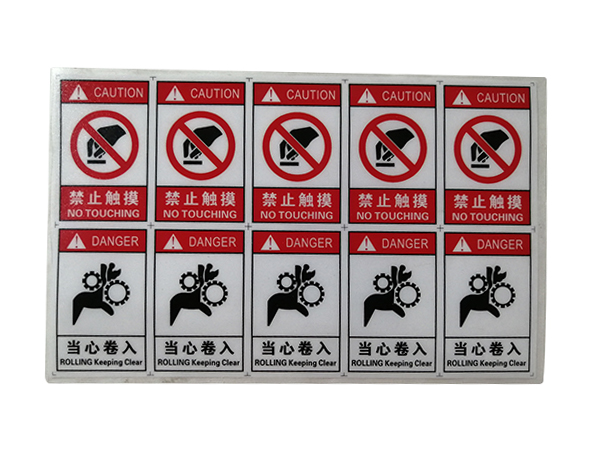 CAUTION CAUTION CAUTION CAUTION CAUTION
禁止触摸 禁止触摸 禁止触摸 禁止触摸 禁止触摸
NO TOUCHING NO TOUCHING NO TOUCHING NO TOUCHING NO TOUCHING
DANGER DANGER DANGER DANGER DANGER
当心卷入 当心卷入 当心卷入 当心卷入 当心卷入
ROLLING Keeping Clear ROLLING Keeping Clear ROLLING Keeping Clear ROLLING Keeping Clear ROLLING Keeping Clear